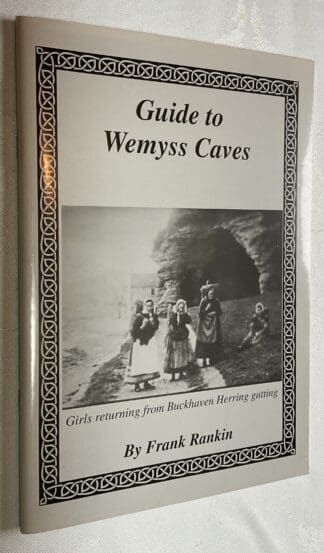 Guide to
Wemyss Caves
Girls returning from Buckhaven Herring gutting
By Frank Rankin